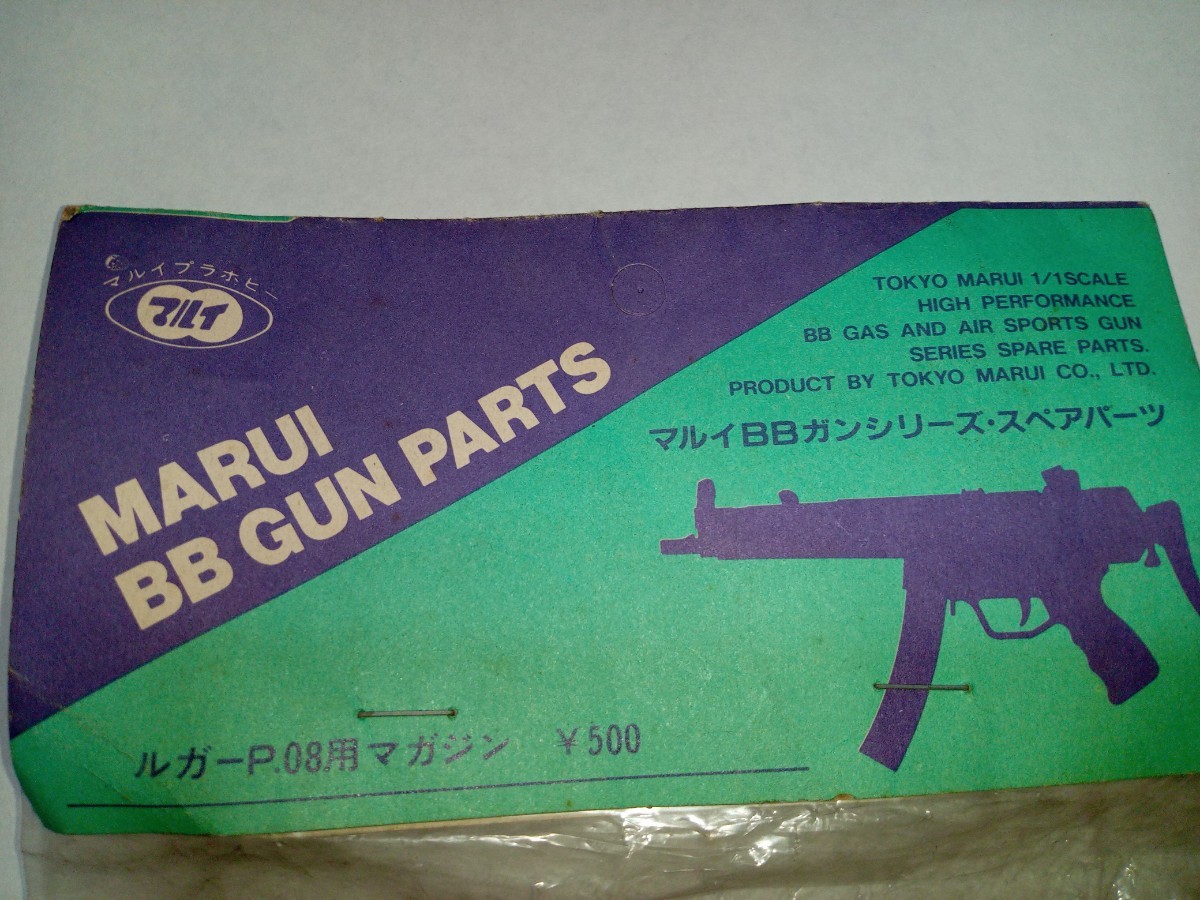 マルイプラホビー
マルイ
MARUI
BB GUN PARTS
TOKYO MARUI 1/1SCALE
HIGH PERFORMANCE
BB GAS AND AIR SPORTS GUN
SERIES SPARE PARTS.
PRODUCT BY TOKYO MARUI CO., LTD.
マルイBBガンシリーズ・スペアパーツ
ルガーP.08用マガジン ¥500